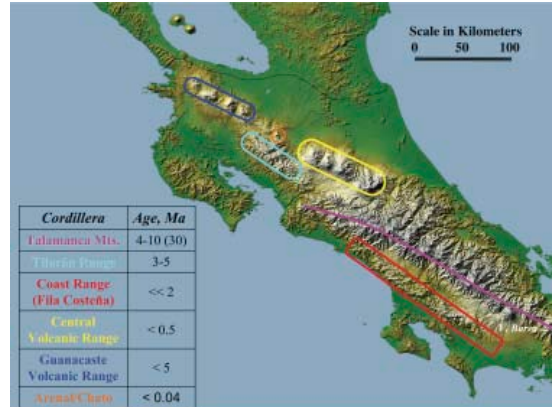 Scale in Kilometers
0 50 100
Cordillera Age, Ma
Talamanca Mts. 4-10 (30)
Tilarán Range 3-5
Coast Range
(Fila Costeña) << 2
Central
Volcanic Range < 0.5
Guanacaste
Volcanic Range < 5
Arenal/Chato < 0.04
V. Baru